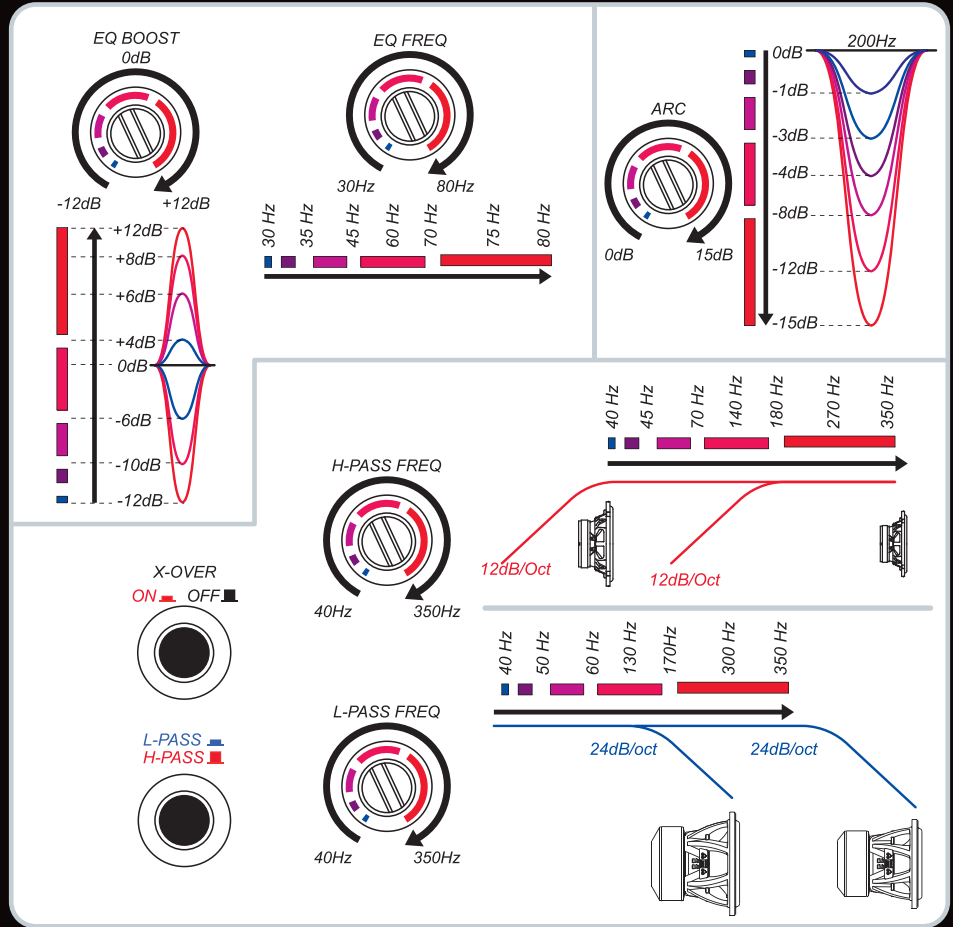 EQ BOOST
0dB
-12dB
+12dB
+12dB
+8dB
+6dB
+4dB
0dB
-6dB
-10dB
-12dB
EQ FREQ
30Hz
80Hz
30 Hz
35 Hz
45 Hz
60 Hz
70 Hz
75 Hz
80 Hz
ARC
0dB
15dB
200Hz
0dB
-1dB
-3dB
-4dB
-8dB
-12dB
-15dB
H-PASS FREQ
40Hz
350Hz
40 Hz
45 Hz
70 Hz
140 Hz
180 Hz
270 Hz
350 Hz
12dB/Oct
12dB/Oct
X-OVER
ON OFF
L-PASS
H-PASS
L-PASS FREQ
40Hz
350Hz
40 Hz
50 Hz
60 Hz
130 Hz
170Hz
300 Hz
350 Hz
24dB/oct
24dB/oct